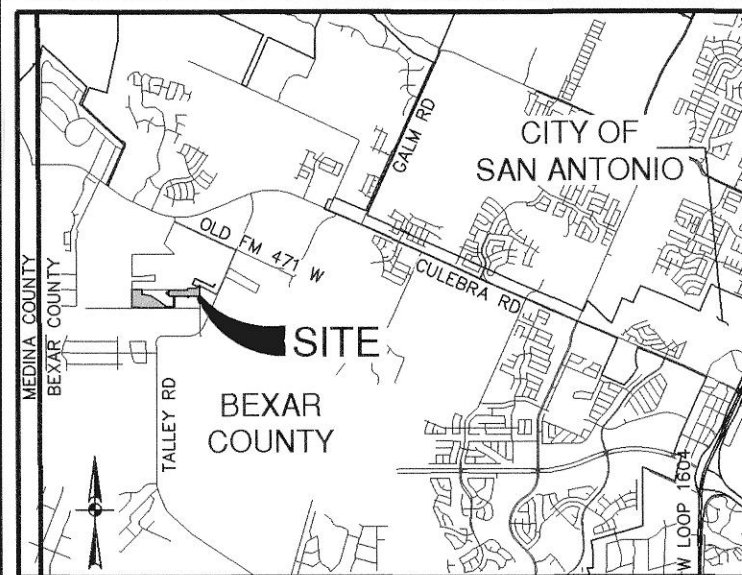 CITY OF
SAN ANTONIO
GALM RD
OLD FM 471 W
CULEBRA RD
MEDINA COUNTY
BEXAR COUNTY
SITE
TALLEY RD
BEXAR
COUNTY
W LOOP 1604